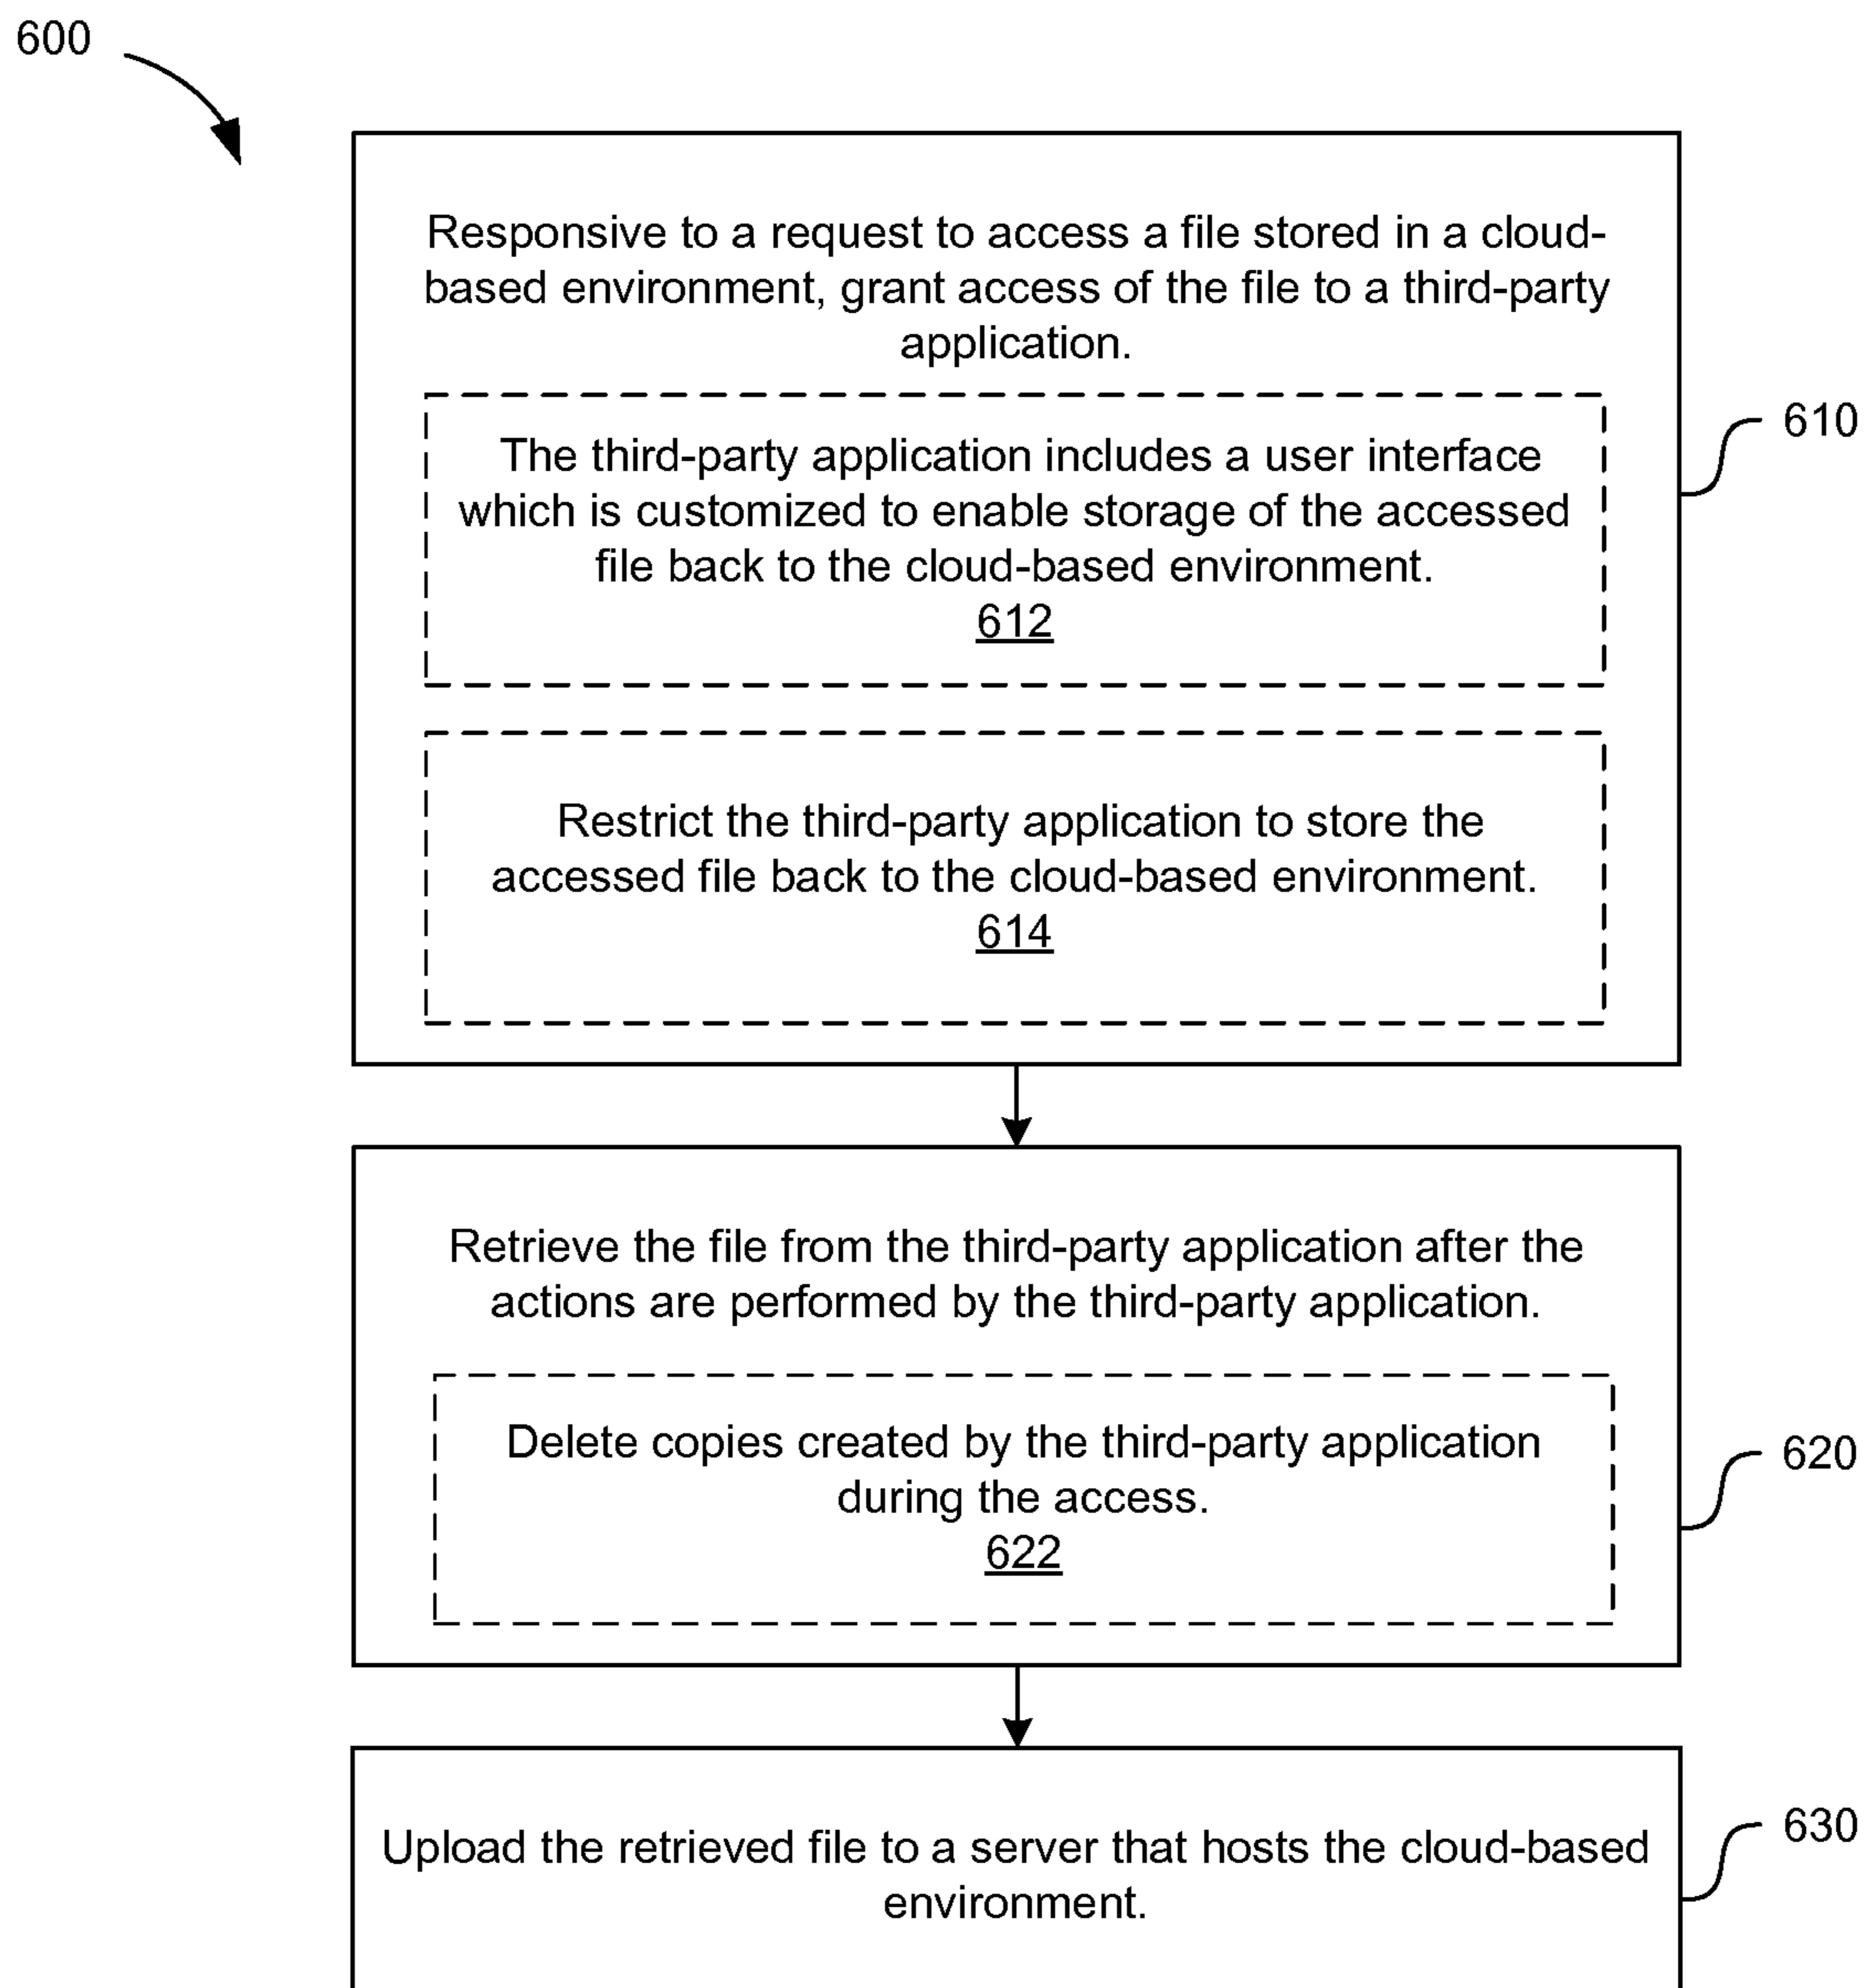 600
Responsive to a request to access a file stored in a cloud-
based environment, grant access of the file to a third-party
application.
The third-party application includes a user interface
which is customized to enable storage of the accessed
file back to the cloud-based environment.
612
610
Restrict the third-party application to store the
accessed file back to the cloud-based environment.
614
Retrieve the file from the third-party application after the
actions are performed by the third-party application.
Delete copies created by the third-party application
during the access.
622
620
Upload the retrieved file to a server that hosts the cloud-based
environment.
630